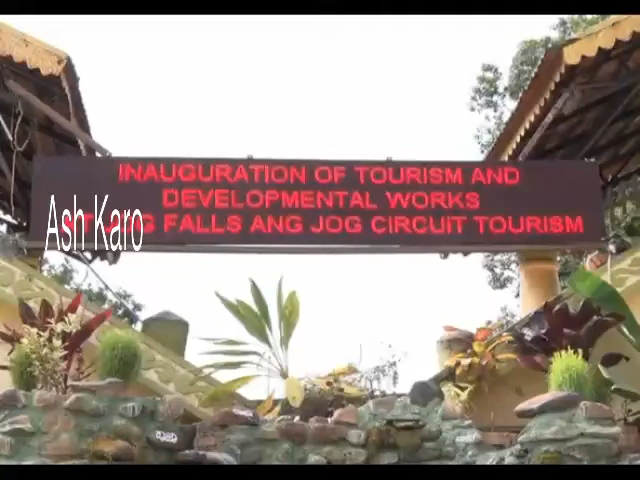 INAUGURATION OF TOURISM AND
DEVELOPMENTAL WORKS
FALLS ANG JOG CIRCUIT TOURISM
Ash Karo